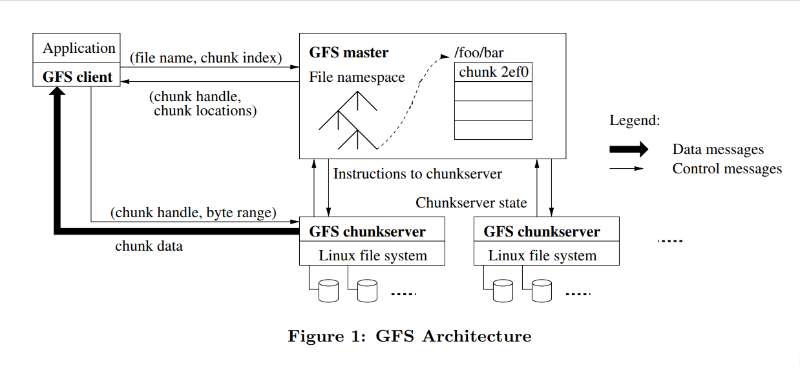 Application
GFS client
(file name, chunk index)
(chunk handle,
chunk locations)
GFS master
File namespace
/foo/bar
chunk 2ef0
Legend:
Data messages
Control messages
Instructions to chunkserver
Chunkserver state
(chunk handle, byte range)
chunk data
GFS chunkserver
Linux file system
GFS chunkserver
Linux file system
Figure 1: GFS Architecture